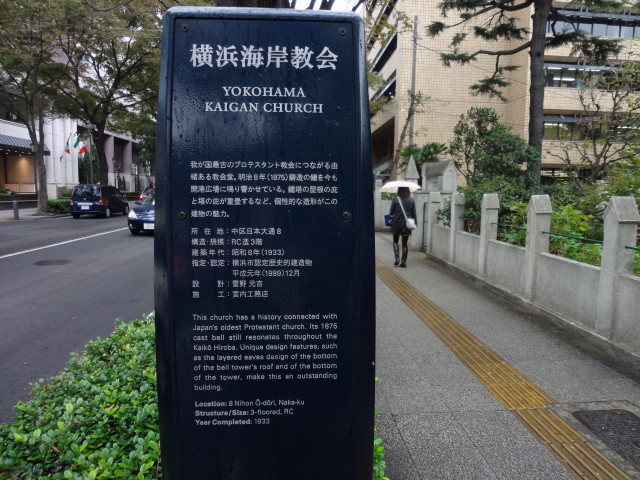 横浜海岸教会
YOKOHAMA
KAIGAN CHURCH
我が国最古のプロテスタント教会につながる由
緒ある教会堂。明治8年(1875)鋳造の鐘を今も
開港広場に鳴り響かせている。鐘塔の屋根の庇
と塔の庇を重畳するなど、個性的な造形がこの
建物の魅力。
所在地：中区日本大通8
構造・規模：RC造3階
建築年代：昭和8年(1933)
指定・認定：横浜市認定歴史的建造物
平成元年(1989)12月
設計：雪野 元吉
施工：宮内工務店
This church has a history connected with
Japan's oldest Protestant church. Its 1875
cast bell still resonates throughout the
Kaikō Hiroba. Unique design features, such
as the layered eaves design of the bottom
of the bell tower's roof and of the bottom
of the tower, make this an outstanding
building.
Location: 8 Nihon Ō-dōri, Naka-ku
Structure/Size: 3-floored, RC
Year Completed: 1933